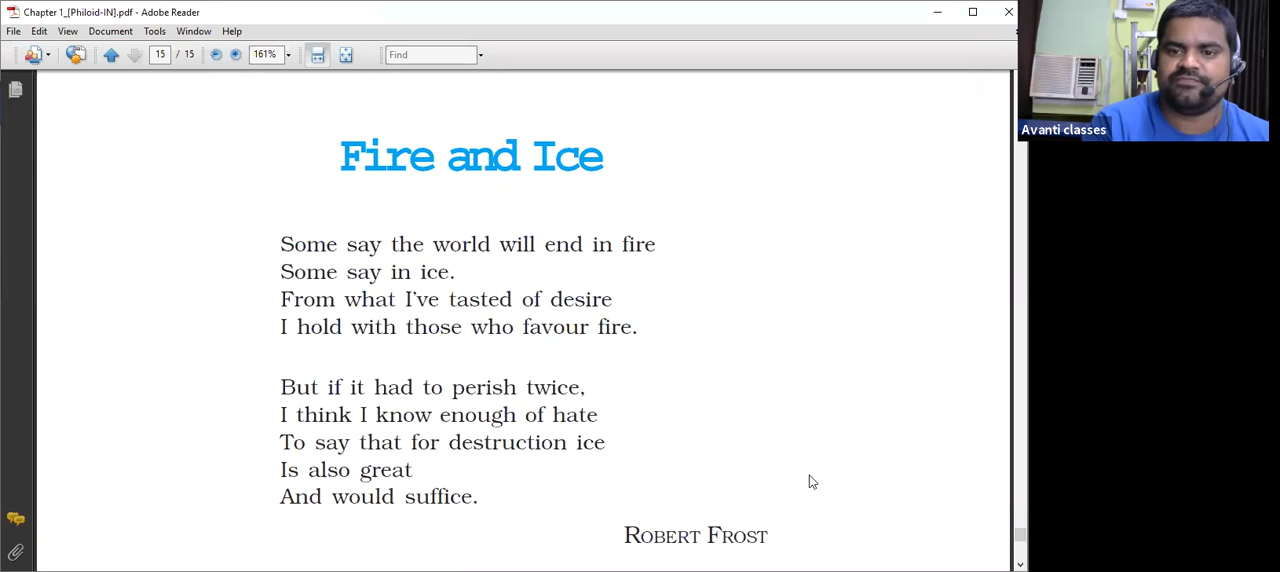 Chapter 1_[Philoid-IN].pdf - Adobe Reader
File Edit View Document Tools Window Help
15 / 15 161% Find
Avanti classes
Fire and Ice
Some say the world will end in fire
Some say in ice.
From what I've tasted of desire
I hold with those who favour fire.
But if it had to perish twice,
I think I know enough of hate
To say that for destruction ice
Is also great
And would suffice.
ROBERT FROST